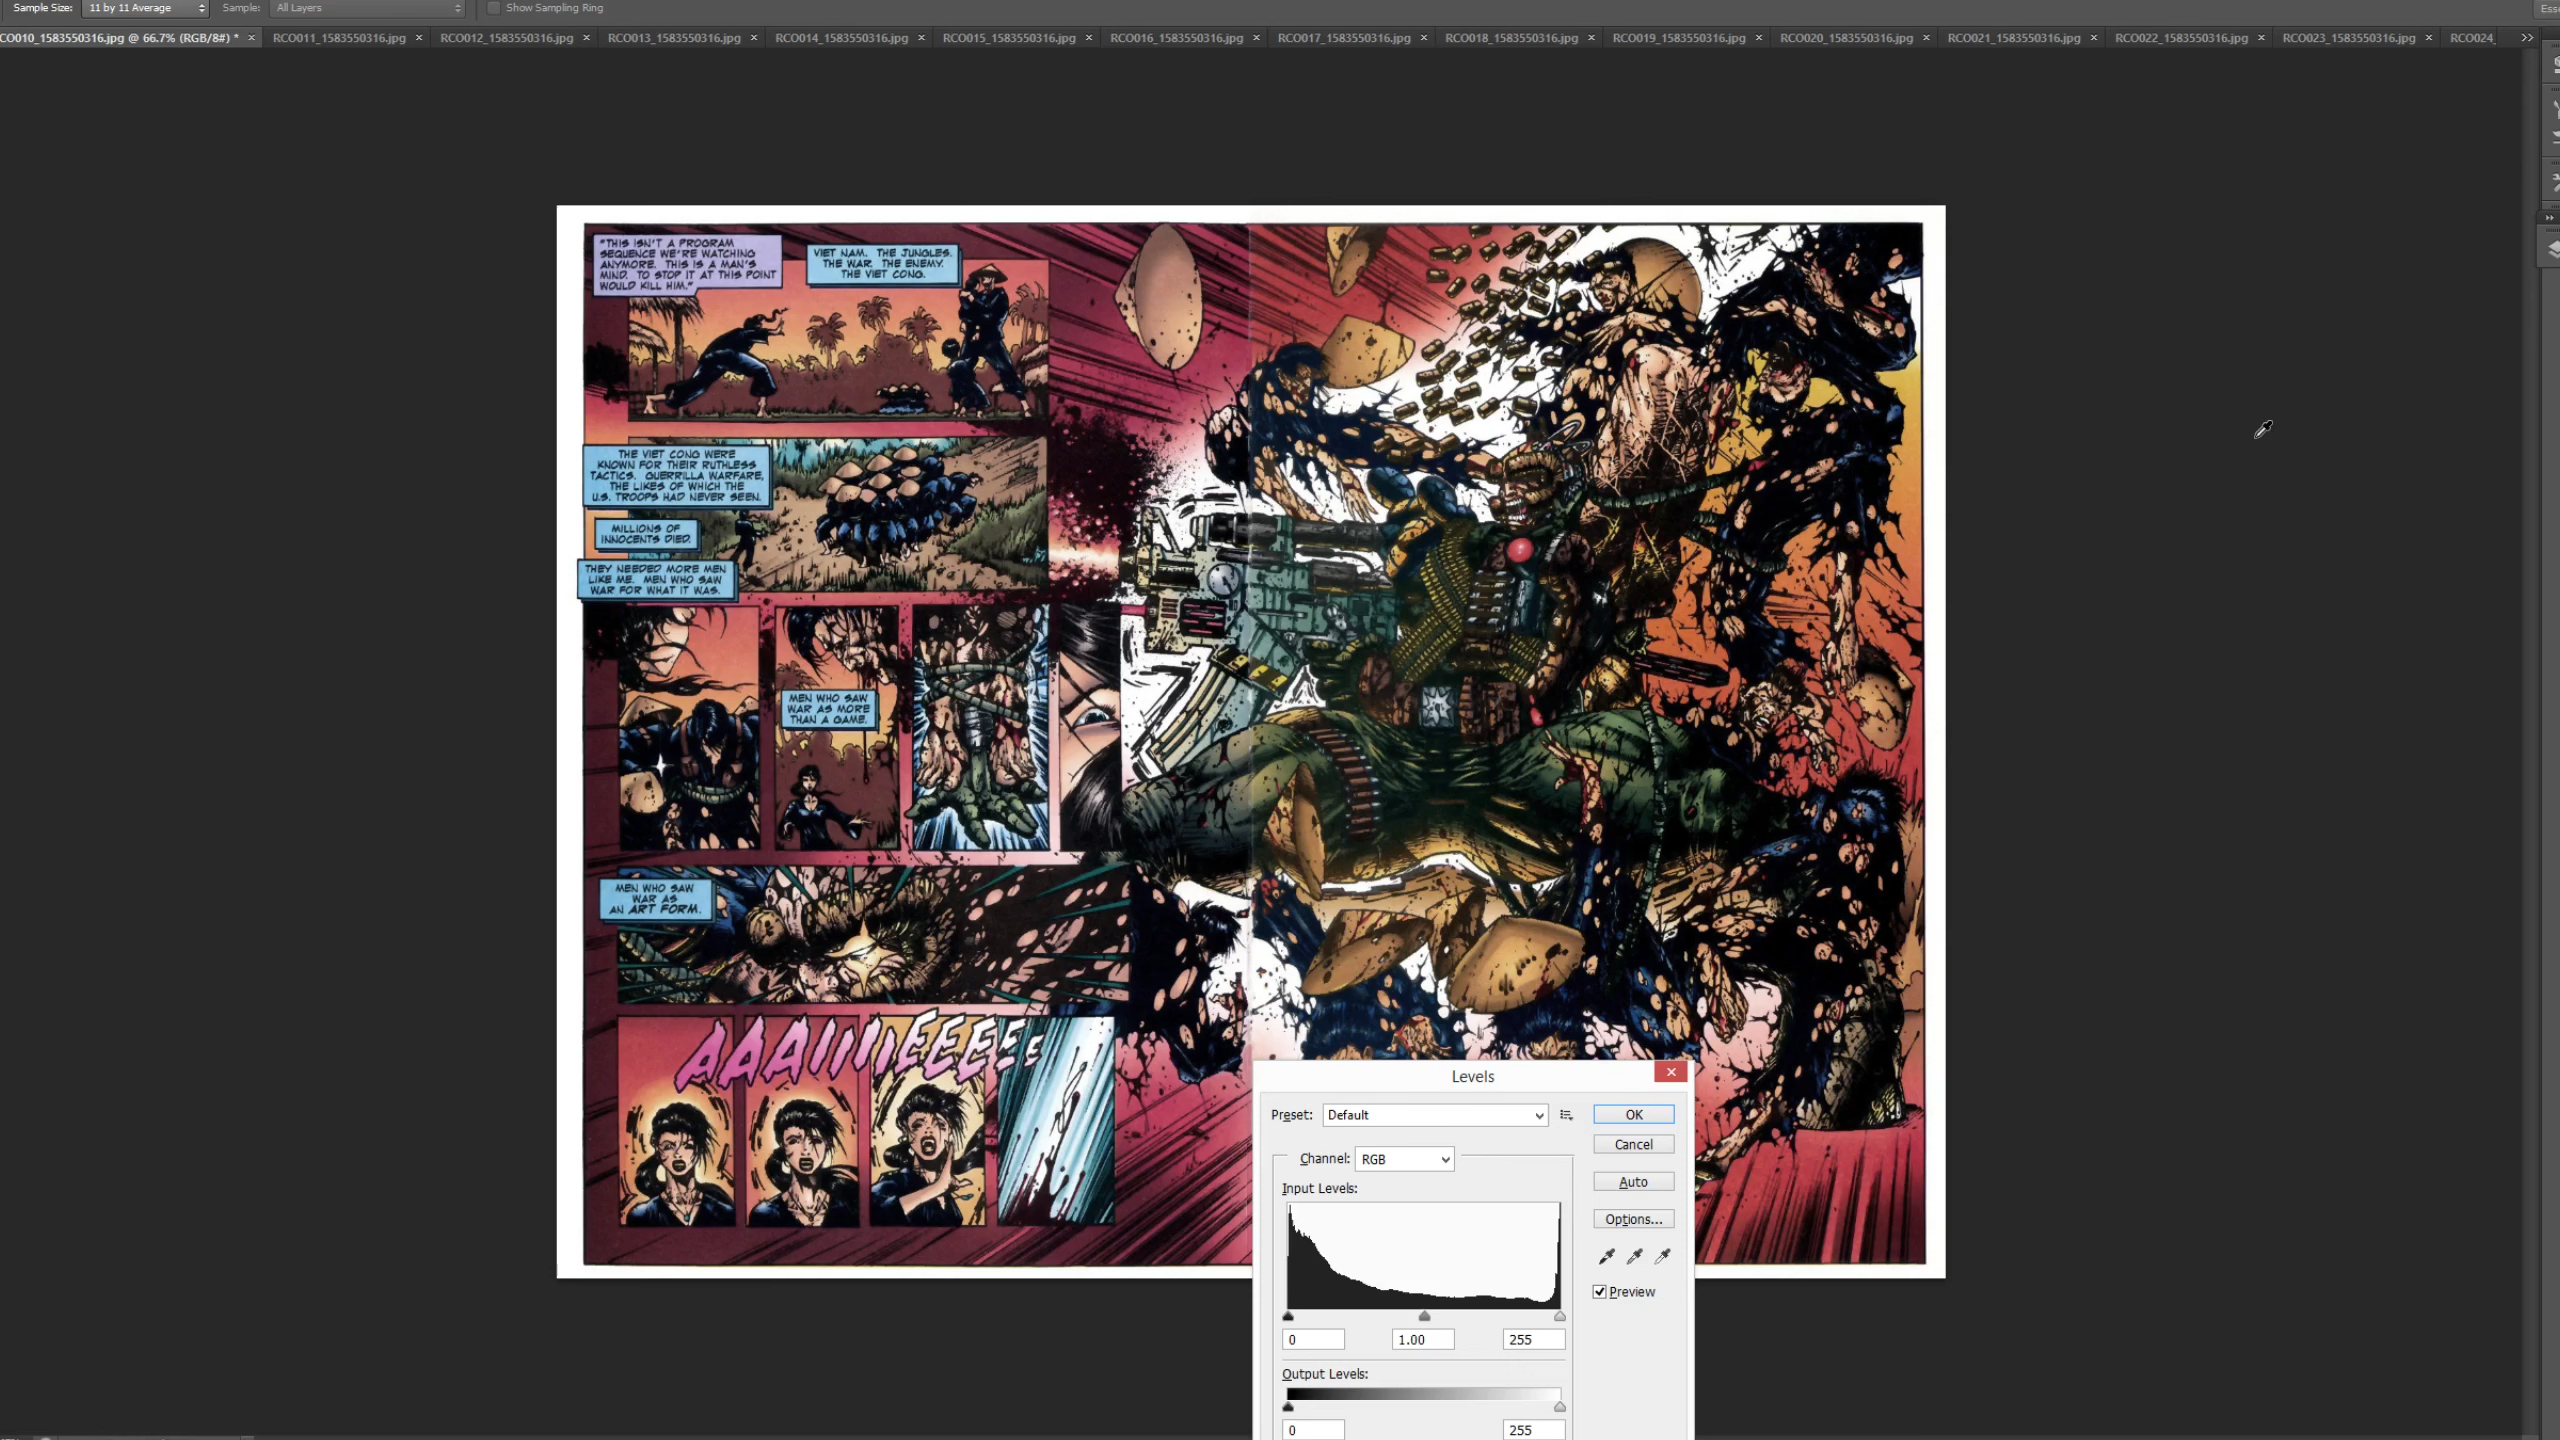 Sample Size: 11 by 11 Average Sample: All Layers Show Sampling Ring
CO010_1583550316.jpg @ 66.7% (RGB/8#) * × RCO011_1583550316.jpg × RCO012_1583550316.jpg × RCO013_1583550316.jpg × RCO014_1583550316.jpg × RCO015_1583550316.jpg × RCO016_1583550316.jpg × RCO017_1583550316.jpg × RCO018_1583550316.jpg × RCO019_1583550316.jpg × RCO020_1583550316.jpg × RCO021_1583550316.jpg × RCO022_1583550316.jpg × RCO023_1583550316.jpg × RCO024_
"THIS ISN'T A PROGRAM
SEQUENCE WE'RE WATCHING
ANYMORE. THIS IS A MAN'S
MIND. TO STOP IT AT THIS POINT
WOULD KILL HIM."
VIET NAM. THE JUNGLES.
THE WAR. THE ENEMY.
THE VIET CONG.
THE VIET CONG WERE
KNOWN FOR THEIR RUTHLESS
TACTICS. GUERRILLA WARFARE,
THE LIKES OF WHICH THE
U.S. TROOPS HAD NEVER SEEN.
MILLIONS OF
INNOCENTS DIED.
THEY NEEDED MORE MEN
LIKE ME. MEN WHO SAW
WAR FOR WHAT IT WAS.
MEN WHO SAW
WAR AS MORE
THAN A GAME.
MEN WHO SAW
WAR AS
AN ART FORM.
AAAIIIIEEEEE
Levels
Preset: Default
OK
Cancel
Channel: RGB
Auto
Input Levels:
Options...
Preview
0 1.00 255
Output Levels:
0 255